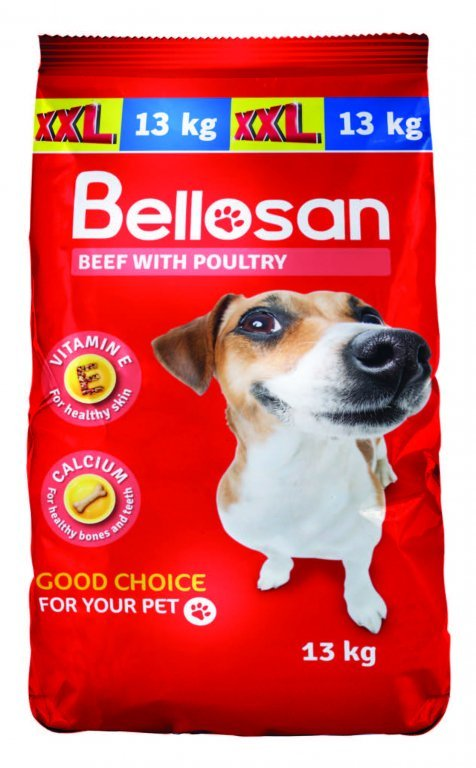 XXL 13 kg XXL 13 kg
Bellosan
BEEF WITH POULTRY
VITAMIN E
E
For healthy skin
CALCIUM
For healthy bones and teeth
GOOD CHOICE
FOR YOUR PET
13 kg